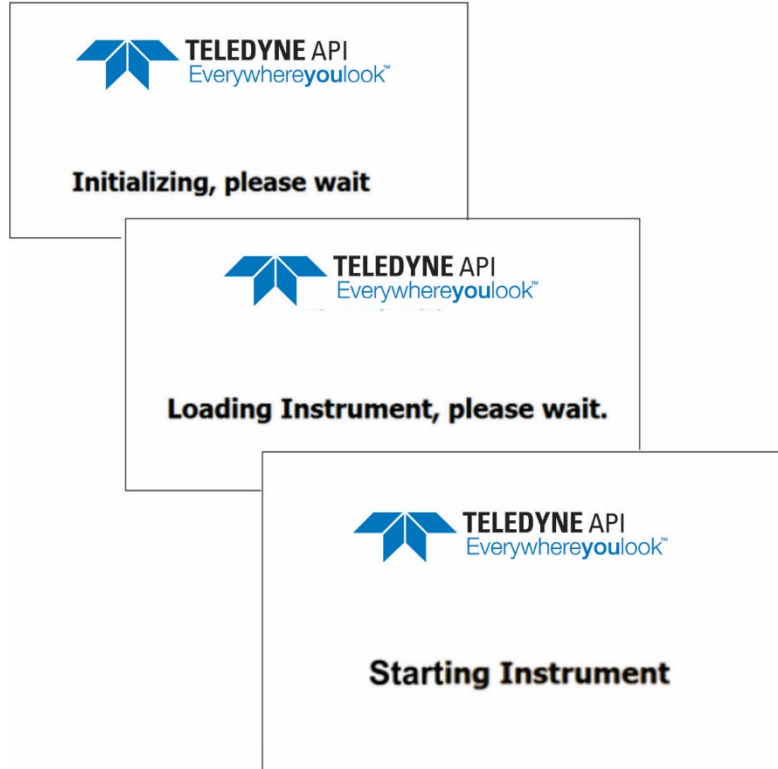 TELEDYNE API
Everywhereyoulook™
Initializing, please wait
TELEDYNE API
Everywhereyoulook™
Loading Instrument, please wait.
TELEDYNE API
Everywhereyoulook™
Starting Instrument